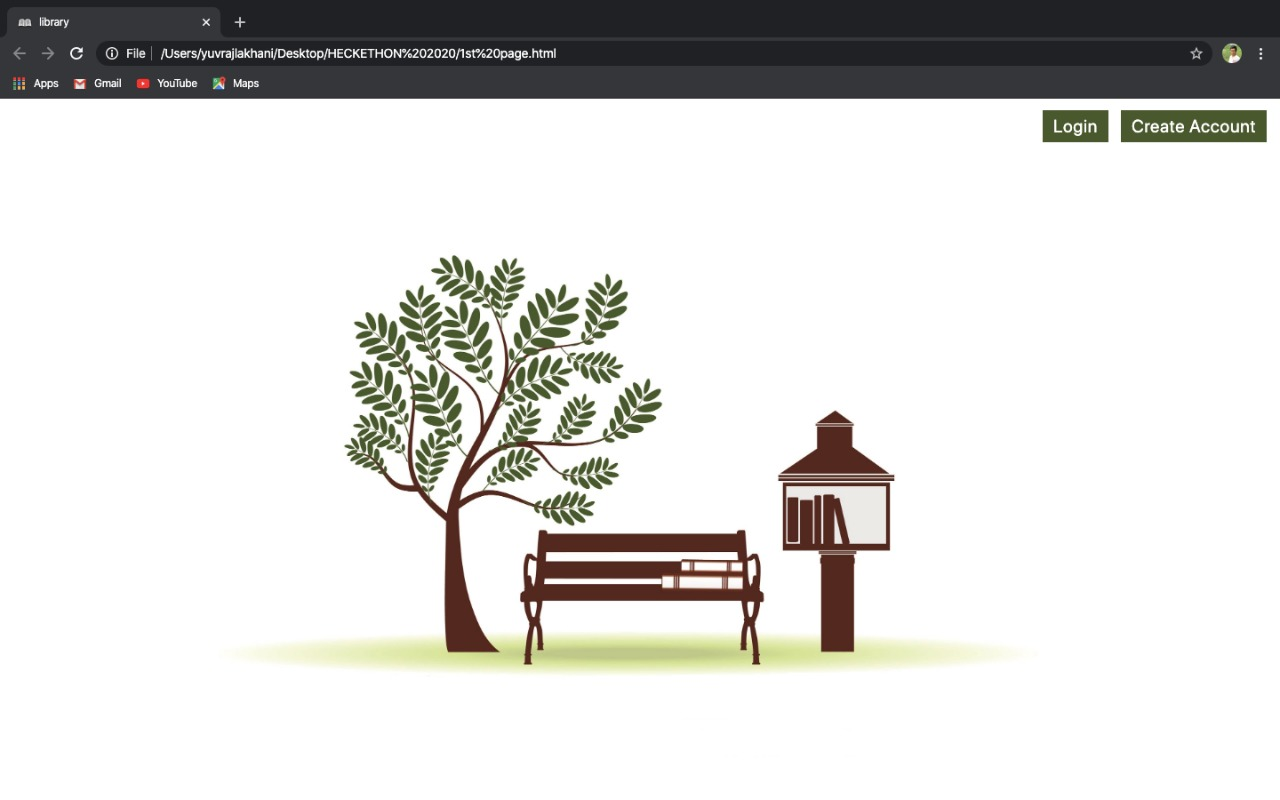 library
File /Users/yuvrajlakhani/Desktop/HECKETHON%202020/1st%20page.html
Apps Gmail YouTube Maps
Login Create Account